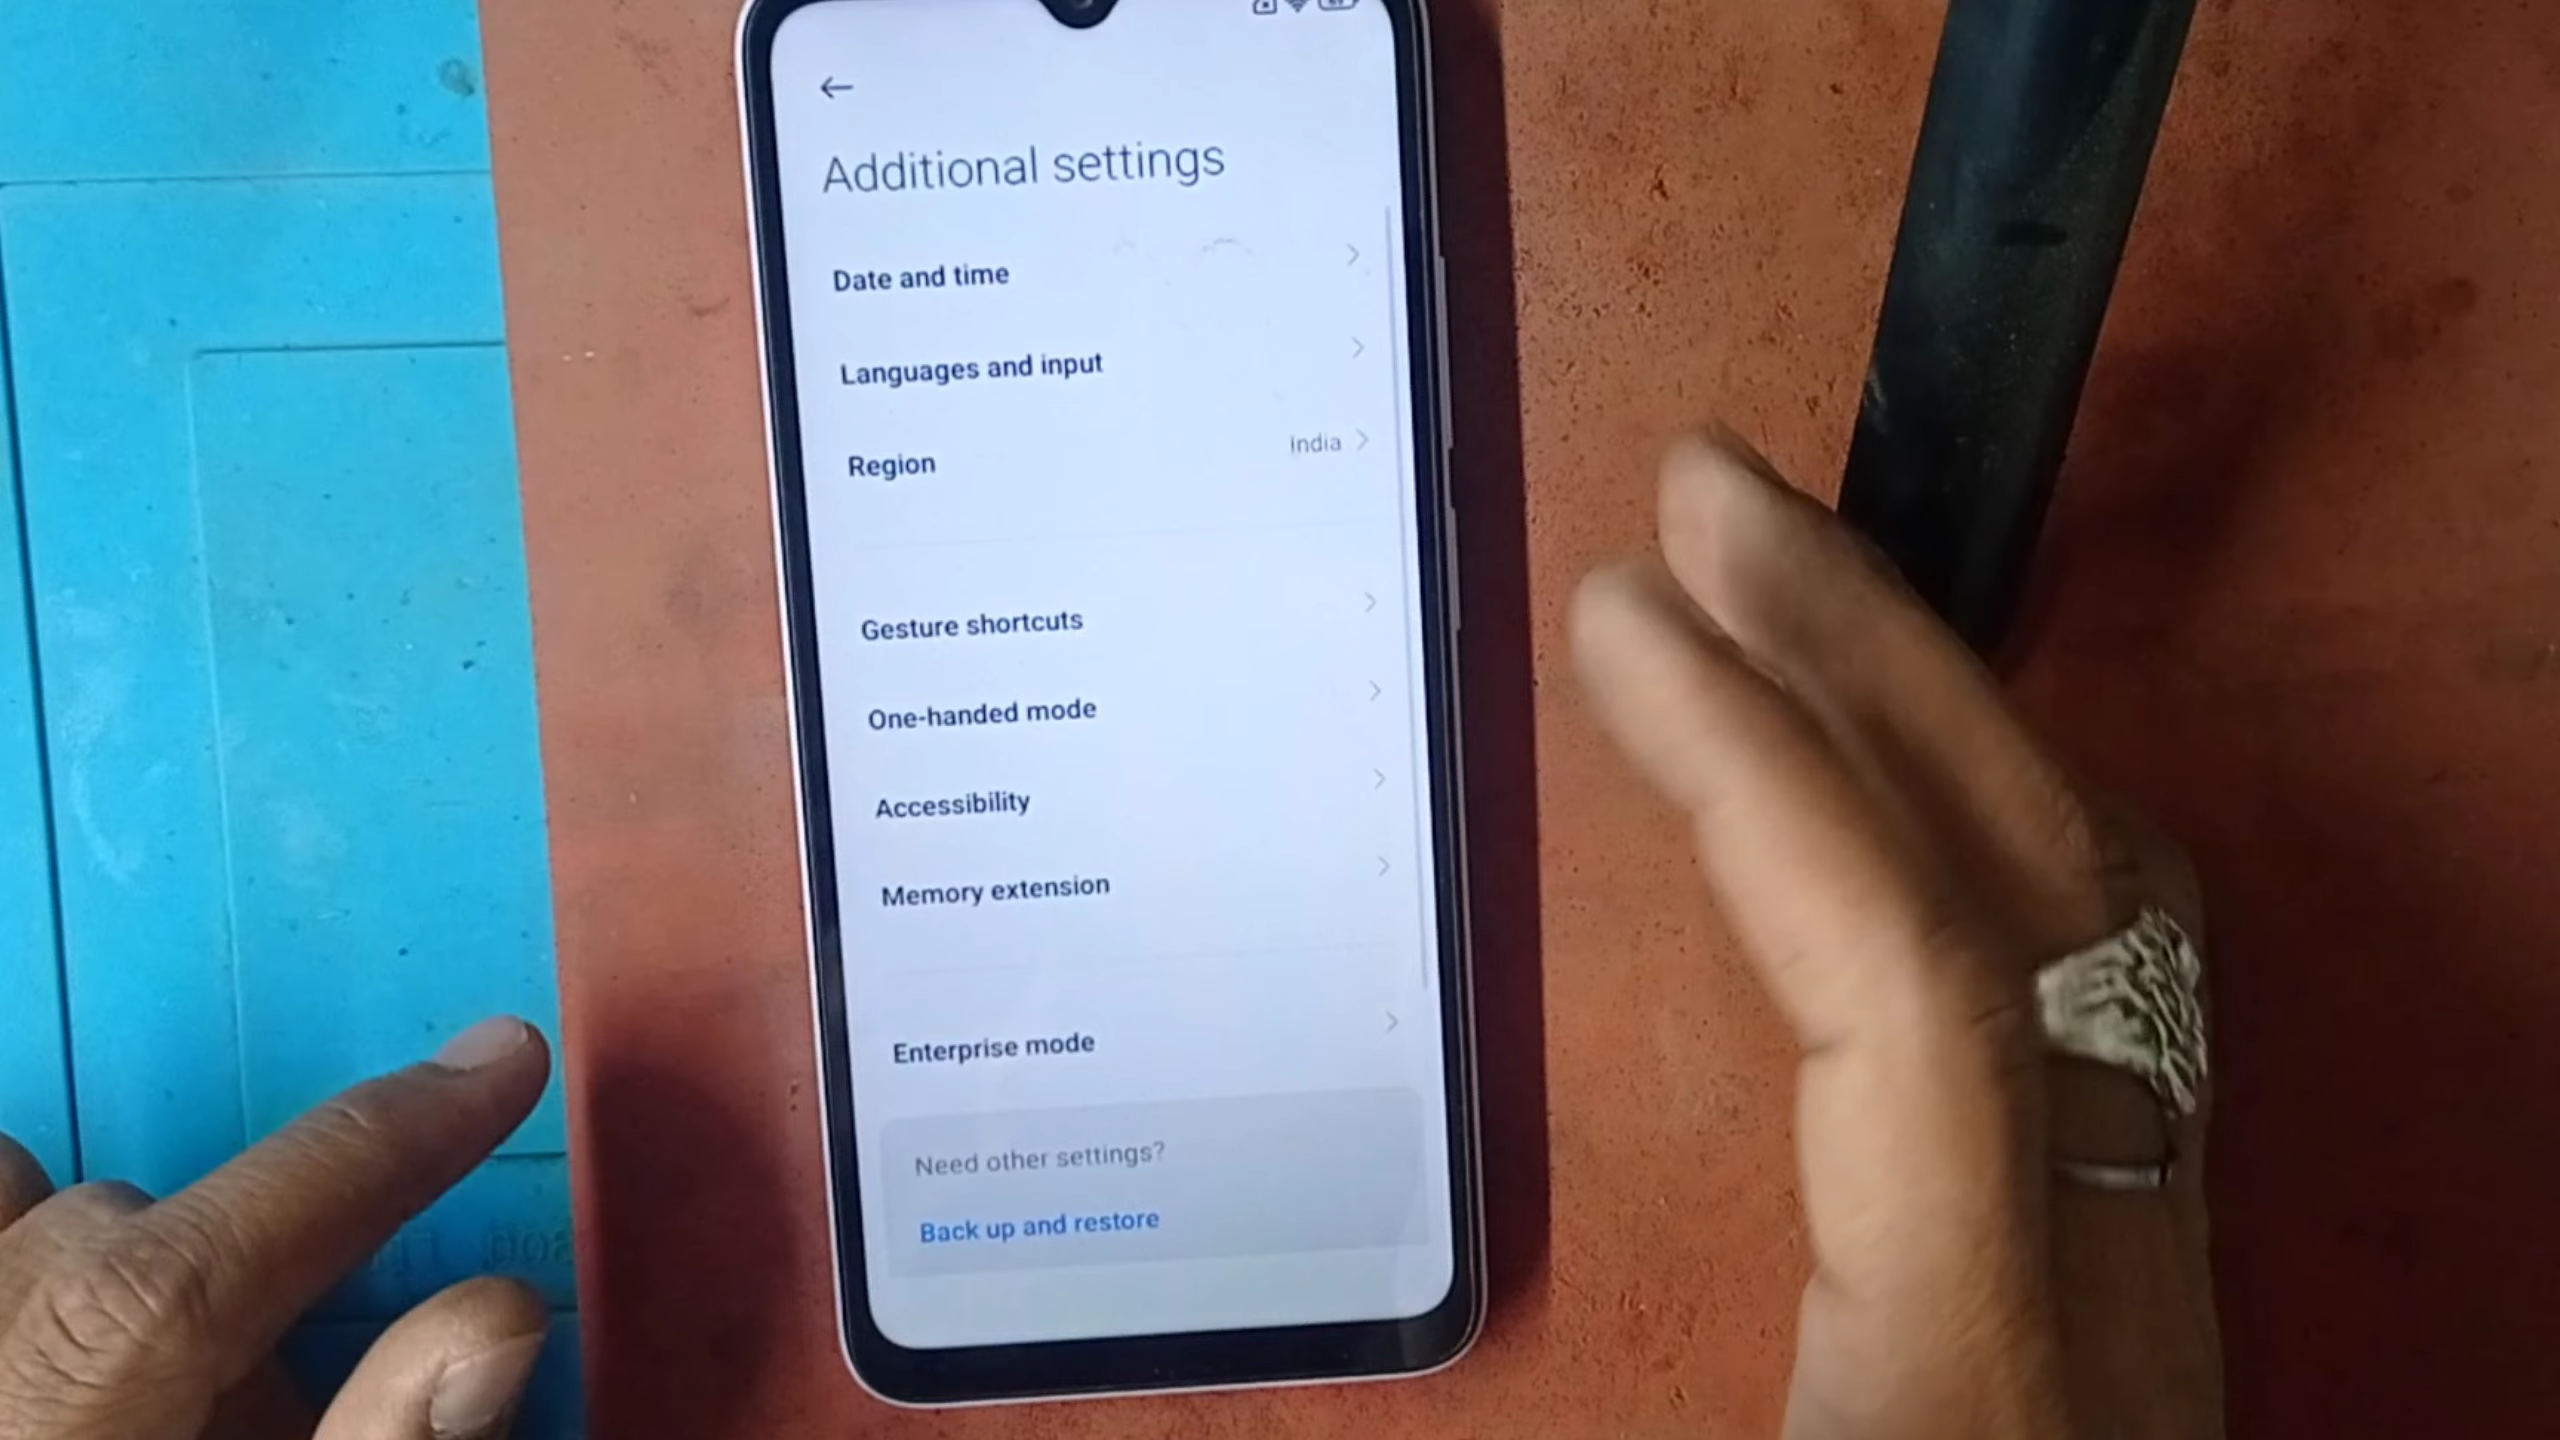 Additional settings
Date and time
Languages and input
Region India
Gesture shortcuts
One-handed mode
Accessibility
Memory extension
Enterprise mode
Need other settings?
Back up and restore